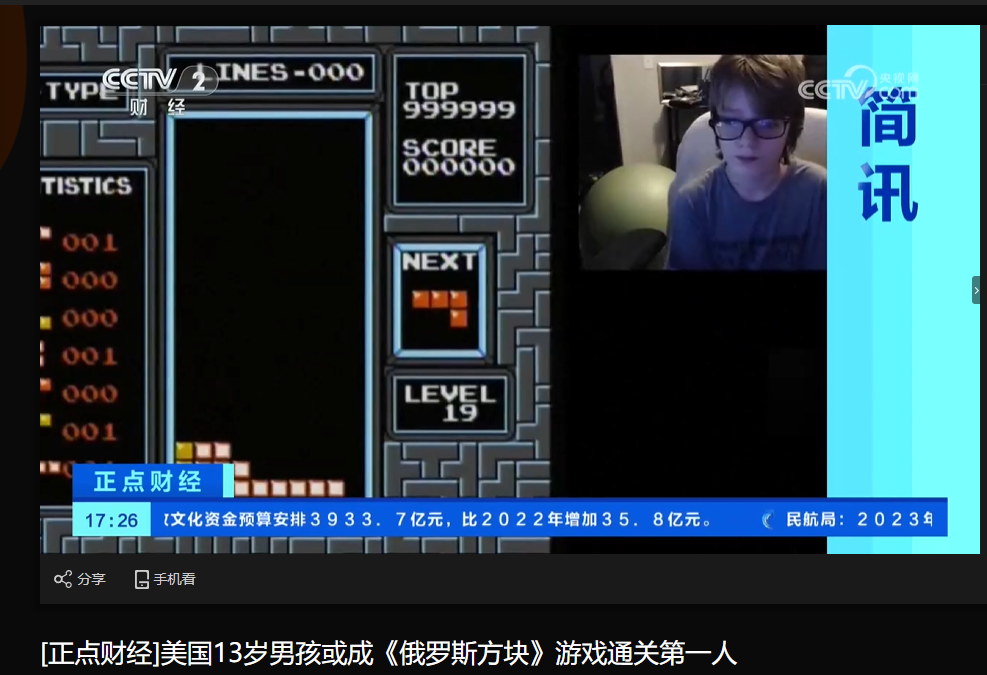 CCTV 2
财 经
TYPE
LINES-000
TOP
999999
SCORE
000000
CCTV 央视网
.com
简
讯
TISTICS
001
000
000
001
000
001
NEXT
LEVEL
19
正点财经
17:26
文化资金预算安排3933.7亿元，比2022年增加35.8亿元。 民航局：2023年
分享 手机看
[正点财经]美国13岁男孩或成《俄罗斯方块》游戏通关第一人